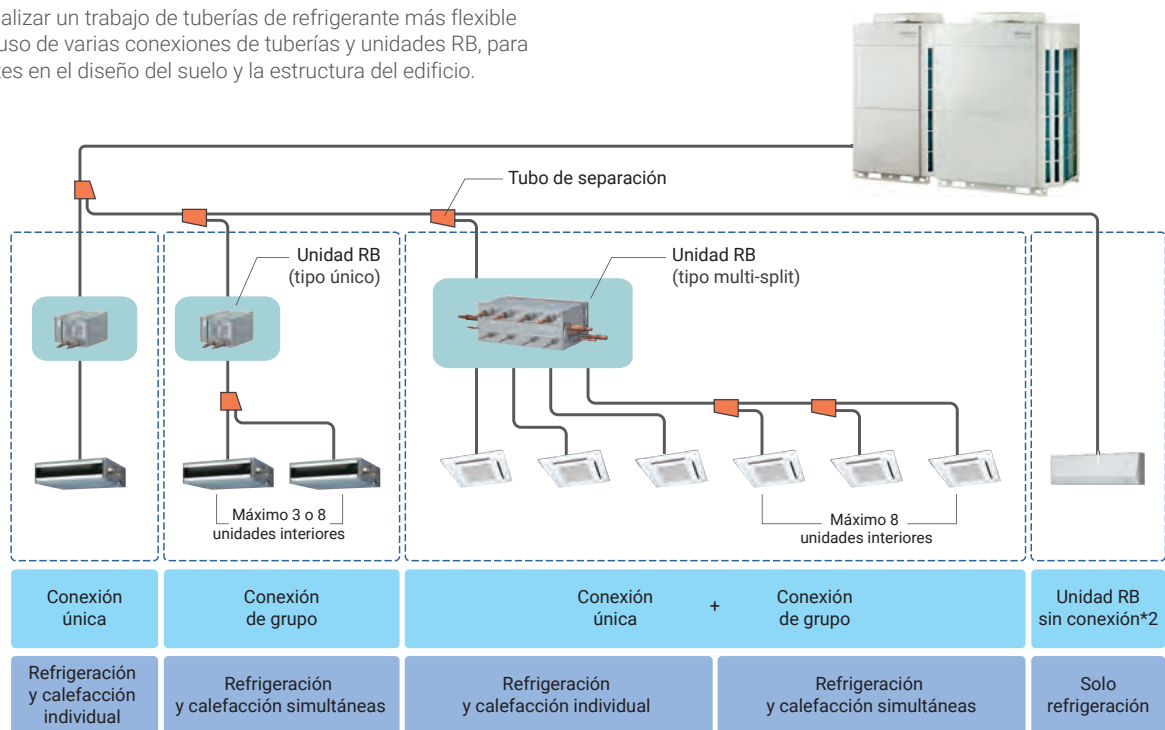 alizar un trabajo de tuberías de refrigerante más flexible
uso de varias conexiones de tuberías y unidades RB, para
es en el diseño del suelo y la estructura del edificio.
Tubo de separación
Unidad RB
(tipo único)
Unidad RB
(tipo multi-split)
Máximo 3 o 8
unidades interiores
Máximo 8
unidades interiores
Conexión
única
Conexión
de grupo
Conexión
única
+
Conexión
de grupo
Unidad RB
sin conexión*2
Refrigeración
y calefacción
individual
Refrigeración
y calefacción simultáneas
Refrigeración
y calefacción individual
Refrigeración
y calefacción simultáneas
Solo
refrigeración